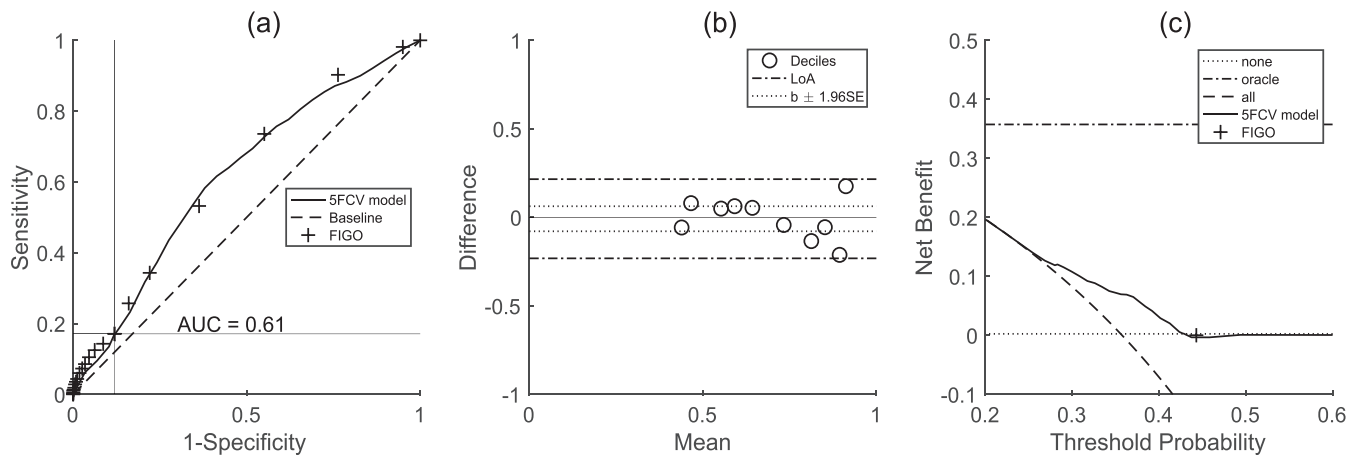 (a)
1
0.8
0.6
0.4
0.2
0
Sensitivity
5FCV model
Baseline
FIGO
AUC = 0.61
0
0.5
1
1-Specificity
(b)
1
0.5
0
-0.5
-1
Difference
Deciles
LoA
b ± 1.96SE
0
0.5
1
Mean
(c)
0.5
0.4
0.3
0.2
0.1
0
-0.1
Net Benefit
none
oracle
all
5FCV model
FIGO
0.2
0.3
0.4
0.5
0.6
Threshold Probability